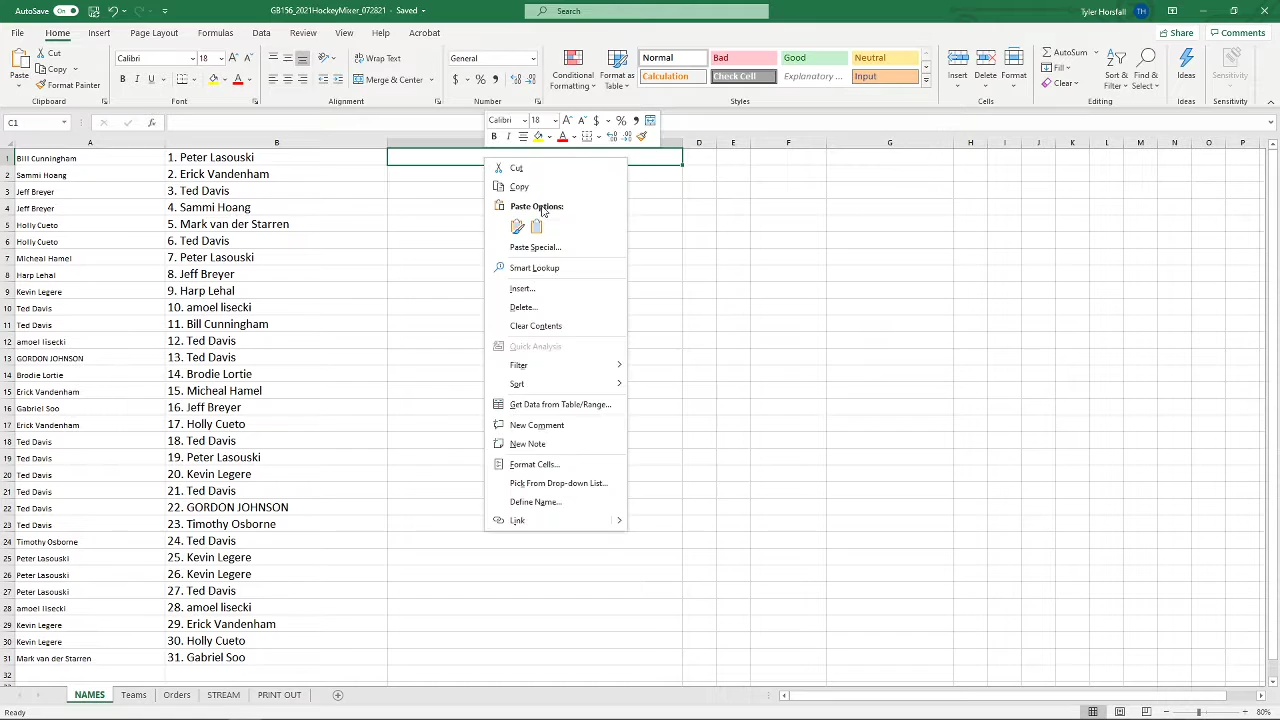 AutoSave On GB156_2021HockeyMixer_072821 - Saved Search Tyler Horsfall TH
File Home Insert Page Layout Formulas Data Review View Help Acrobat Share Comments
Paste Cut Copy Format Painter Clipboard
Calibri 18 B I U Font
Wrap Text Merge & Center Alignment
General $ % Number
Conditional Formatting Format as Table
Normal Bad Good Neutral
Calculation Check Cell Explanatory ... Input
Styles
Insert Delete Format Cells
AutoSum Fill Clear Sort & Filter Find & Select Editing
Ideas Ideas
Sensitivity Sensitivity
C1 fx
Calibri 18 A A $ % 
B I A
A B D E F G H I J K L M N O P
1 Bill Cunningham 1. Peter Lasouski
2 Sammi Hoang 2. Erick Vandenham
3 Jeff Breyer 3. Ted Davis
4 Jeff Breyer 4. Sammi Hoang
5 Holly Cueto 5. Mark van der Starren
6 Holly Cueto 6. Ted Davis
7 Micheal Hamel 7. Peter Lasouski
8 Harp Lehal 8. Jeff Breyer
9 Kevin Legere 9. Harp Lehal
10 Ted Davis 10. amoel lisecki
11 Ted Davis 11. Bill Cunningham
12 amoel lisecki 12. Ted Davis
13 GORDON JOHNSON 13. Ted Davis
14 Brodie Lortie 14. Brodie Lortie
15 Erick Vandenham 15. Micheal Hamel
16 Gabriel Soo 16. Jeff Breyer
17 Erick Vandenham 17. Holly Cueto
18 Ted Davis 18. Ted Davis
19 Ted Davis 19. Peter Lasouski
20 Ted Davis 20. Kevin Legere
21 Ted Davis 21. Ted Davis
22 Ted Davis 22. GORDON JOHNSON
23 Ted Davis 23. Timothy Osborne
24 Timothy Osborne 24. Ted Davis
25 Peter Lasouski 25. Kevin Legere
26 Peter Lasouski 26. Kevin Legere
27 Peter Lasouski 27. Ted Davis
28 amoel lisecki 28. amoel lisecki
29 Kevin Legere 29. Erick Vandenham
30 Kevin Legere 30. Holly Cueto
31 Mark van der Starren 31. Gabriel Soo
32
Cut
Copy
Paste Options:
Paste Special...
Smart Lookup
Insert...
Delete...
Clear Contents
Quick Analysis
Filter
Sort
Get Data from Table/Range...
New Comment
New Note
Format Cells...
Pick From Drop-down List...
Define Name...
Link
NAMES Teams Orders STREAM PRINT OUT
Ready 80%